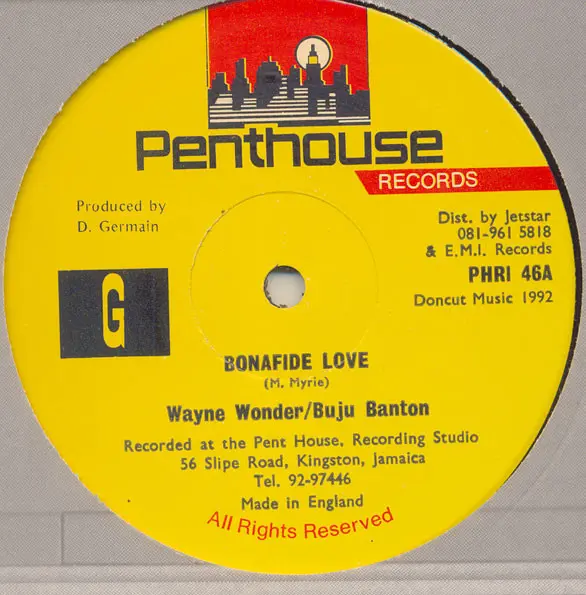 Penthouse
RECORDS
Produced by
D. Germain
Dist. by Jetstar
081-961 5818
& E.M.I. Records
PHRI 46A
Doncut Music 1992
G
BONAFIDE LOVE
(M. Myrie)
Wayne Wonder/Buju Banton
Recorded at the Pent House, Recording Studio
56 Slipe Road, Kingston, Jamaica
Tel. 92-97446
Made in England
All Rights Reserved